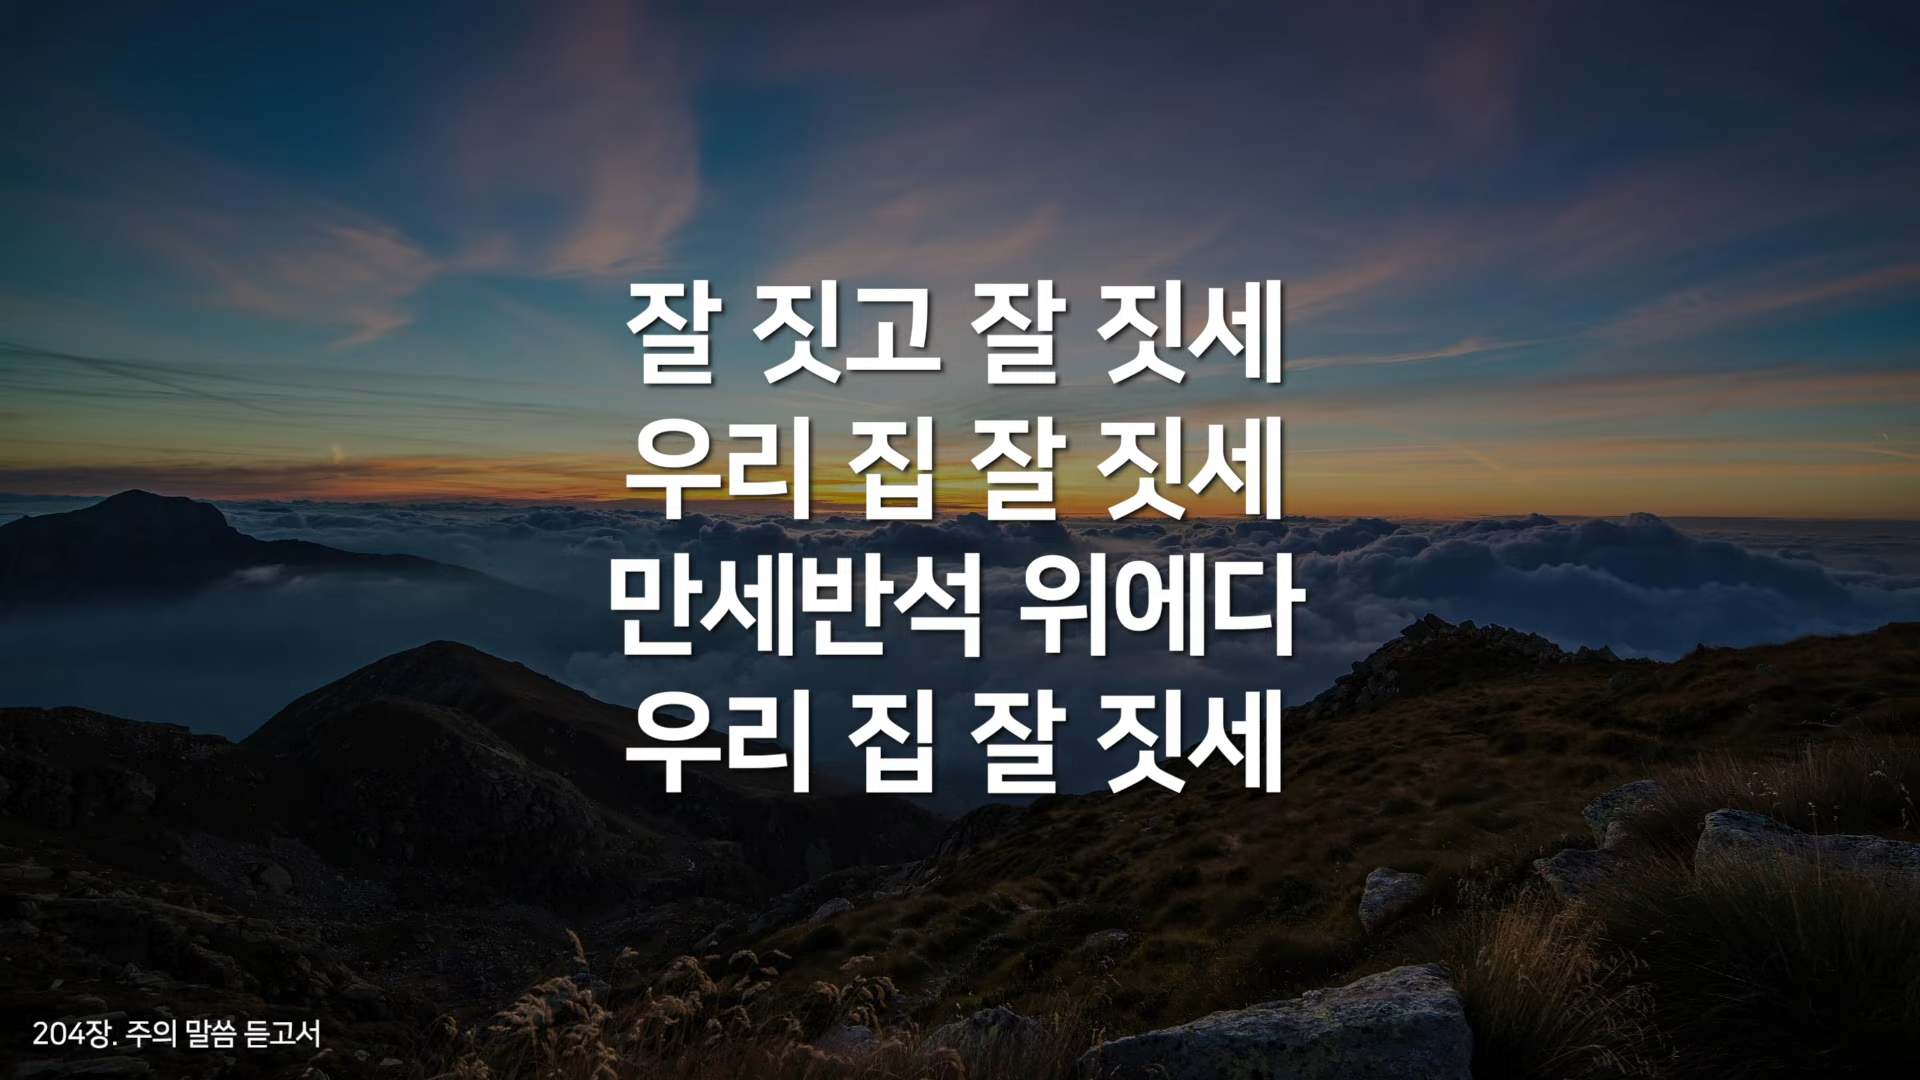 잘 짓고 잘 짓세
우리 집 잘 짓세
만세반석 위에다
우리 집 잘 짓세
204장. 주의 말씀 듣고서